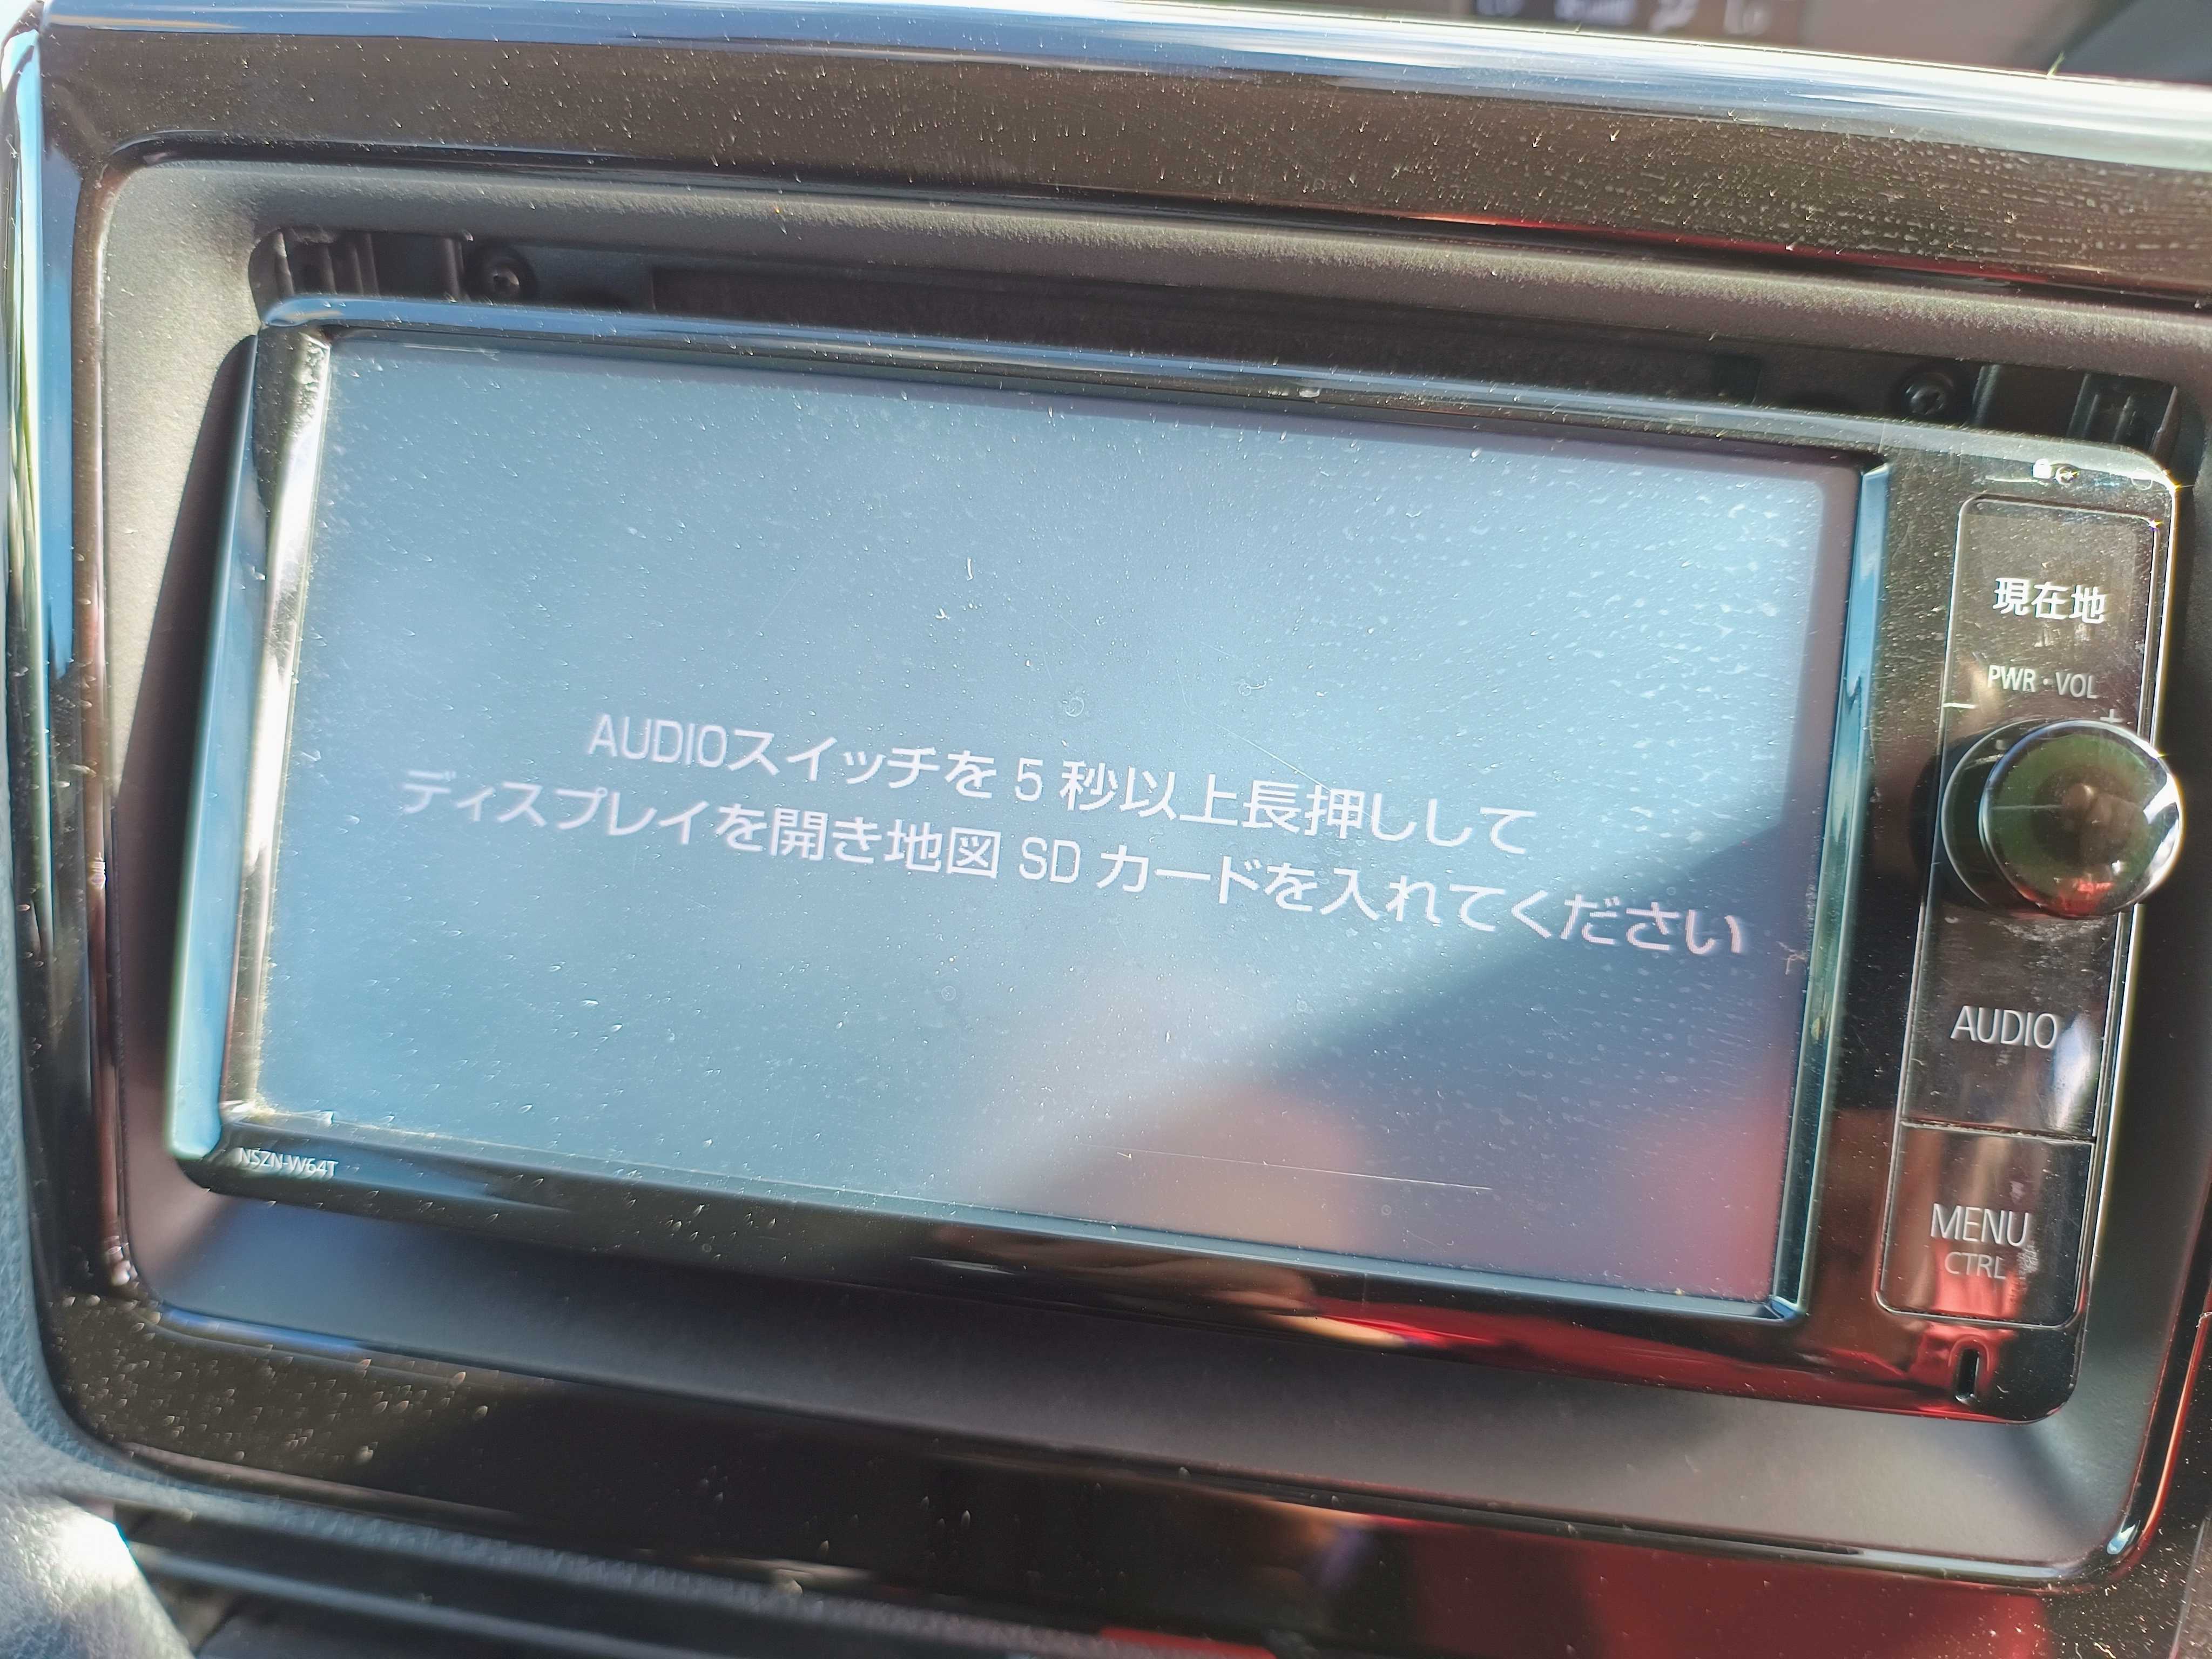 AUDIOスイッチを 5 秒以上長押しして
ディスプレイを開き地図 SD カードを入れてください
現在地
PWR・VOL
− +
AUDIO
MENU
CTRL
NSZN-W64T